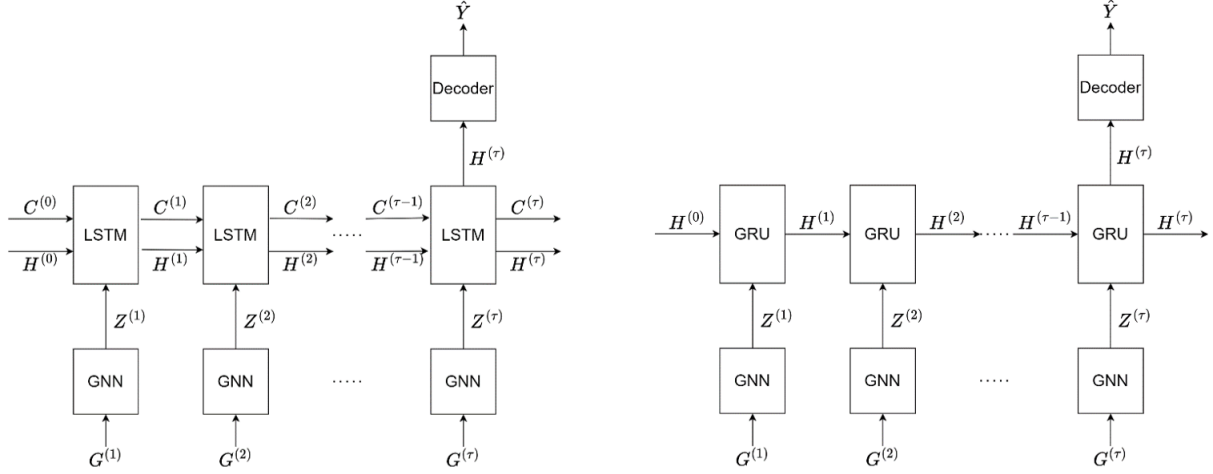 Ŷ
Decoder
H^(τ)
C^(0) C^(1) C^(2) ..... C^(τ−1) C^(τ)
LSTM LSTM LSTM
H^(0) H^(1) H^(2) H^(τ−1) H^(τ)
Z^(1) Z^(2) Z^(τ)
GNN GNN ..... GNN
G^(1) G^(2) G^(τ)
Ŷ
Decoder
H^(τ)
H^(0) H^(1) H^(2) ..... H^(τ−1) H^(τ)
GRU GRU GRU
Z^(1) Z^(2) Z^(τ)
GNN GNN ..... GNN
G^(1) G^(2) G^(τ)